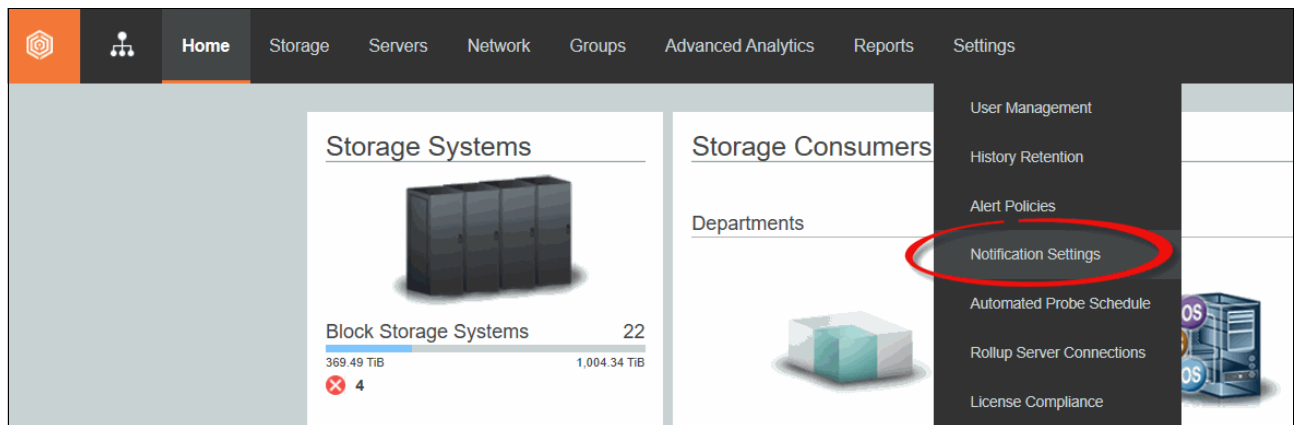 Home Storage Servers Network Groups Advanced Analytics Reports Settings
User Management
History Retention
Alert Policies
Notification Settings
Automated Probe Schedule
Rollup Server Connections
License Compliance
Storage Systems
Block Storage Systems 22
369.49 TiB 1,004.34 TiB
4
Storage Consumers
Departments
OS
OS